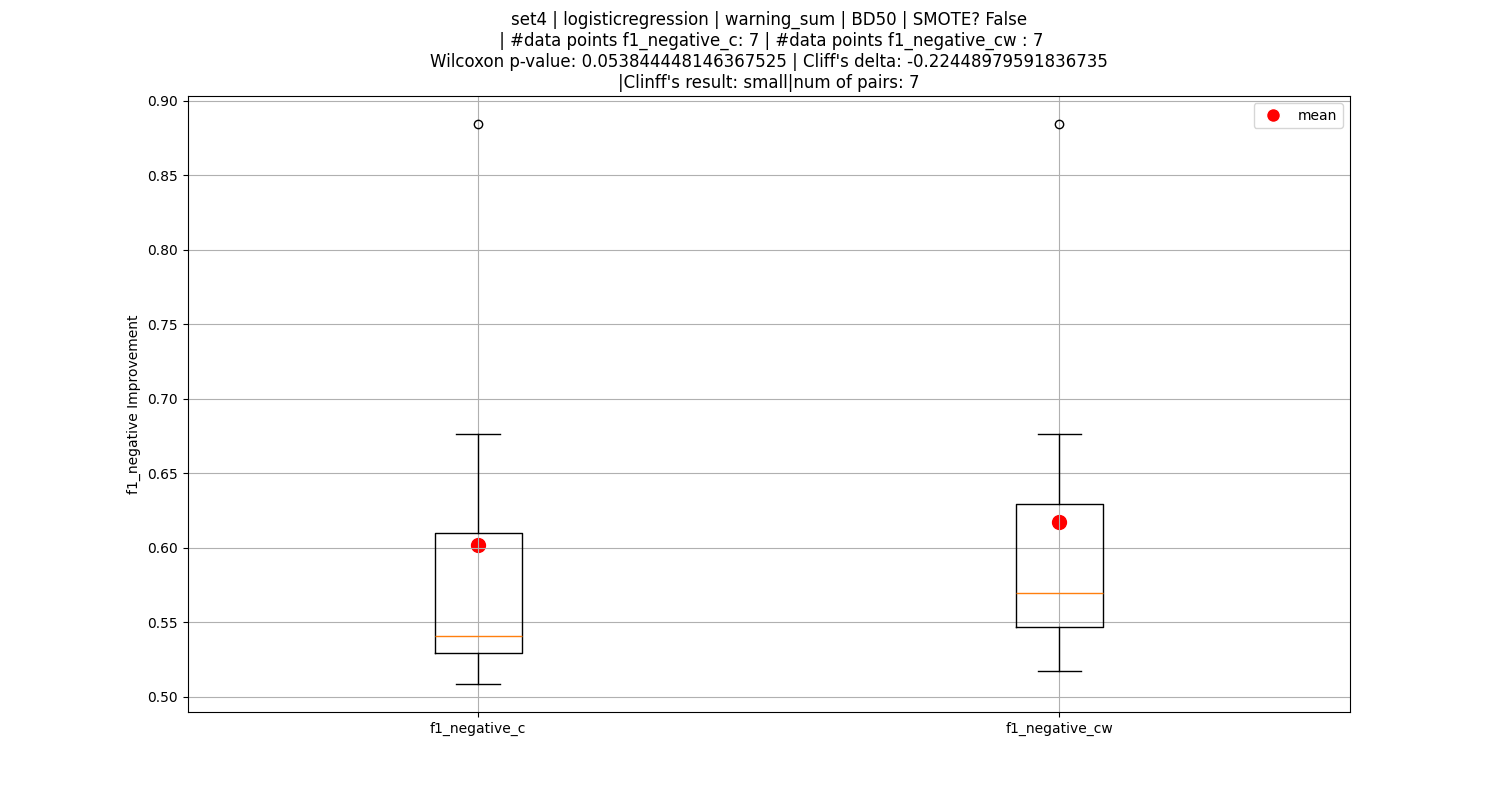 set4 | logisticregression | warning_sum | BD50 | SMOTE? False
| #data points f1_negative_c: 7 | #data points f1_negative_cw : 7
Wilcoxon p-value: 0.053844448146367525 | Cliff's delta: -0.22448979591836735
|Clinff's result: small|num of pairs: 7
mean
f1_negative Improvement
0.90
0.85
0.80
0.75
0.70
0.65
0.60
0.55
0.50
f1_negative_c
f1_negative_cw